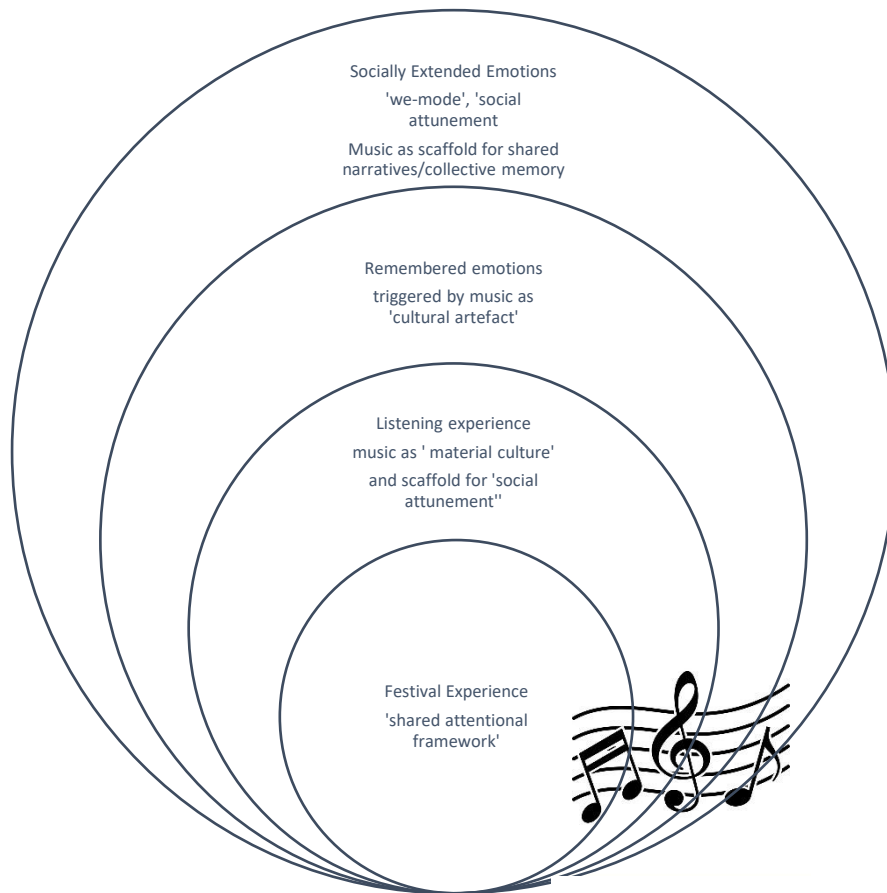 Socially Extended Emotions
'we-mode', 'social
attunement
Music as scaffold for shared
narratives/collective memory
Remembered emotions
triggered by music as
'cultural artefact'
Listening experience
music as ' material culture'
and scaffold for 'social
attunement''
Festival Experience
'shared attentional
framework'